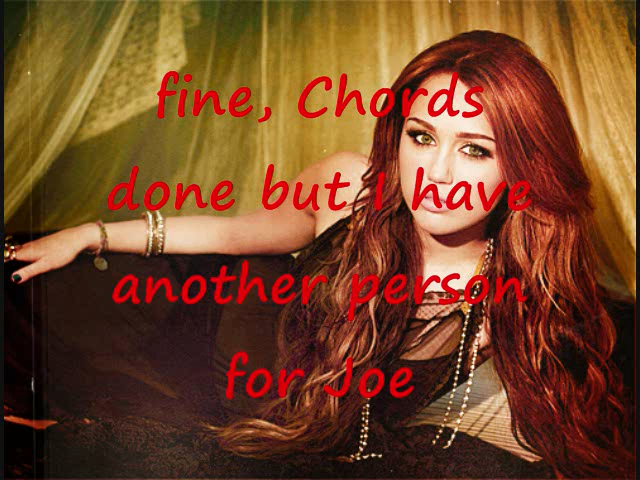 fine, Chords
done but I have
another person
for Joe